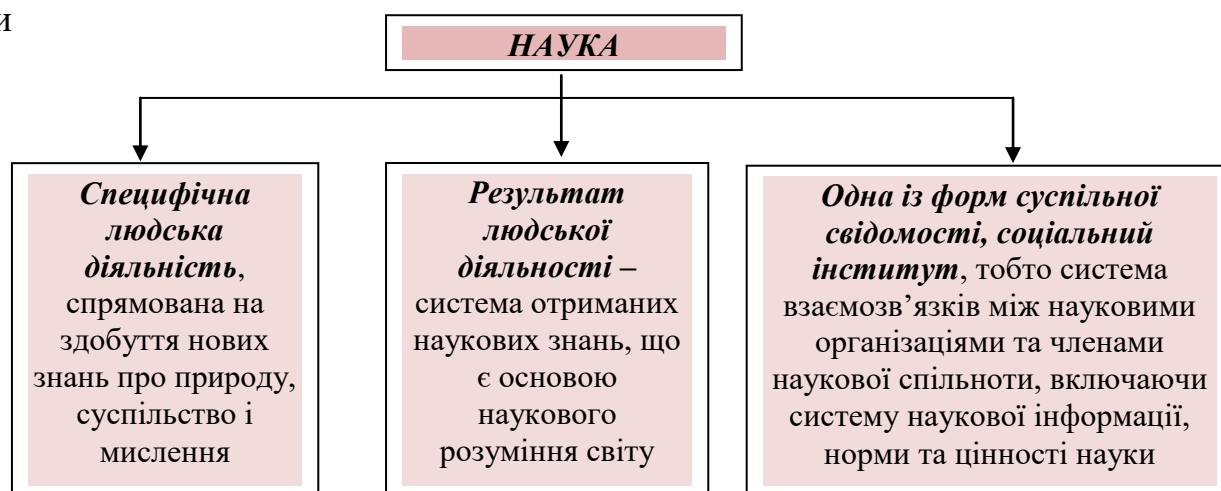 и
НАУКА
Специфічна
людська
діяльність,
спрямована на
здобуття нових
знань про природу,
суспільство і
мислення
Результат
людської
діяльності –
система отриманих
наукових знань, що
є основою
наукового
розуміння світу
Одна із форм суспільної
свідомості, соціальний
інститут, тобто система
взаємозв’язків між науковими
організаціями та членами
наукової спільноти, включаючи
систему наукової інформації,
норми та цінності науки